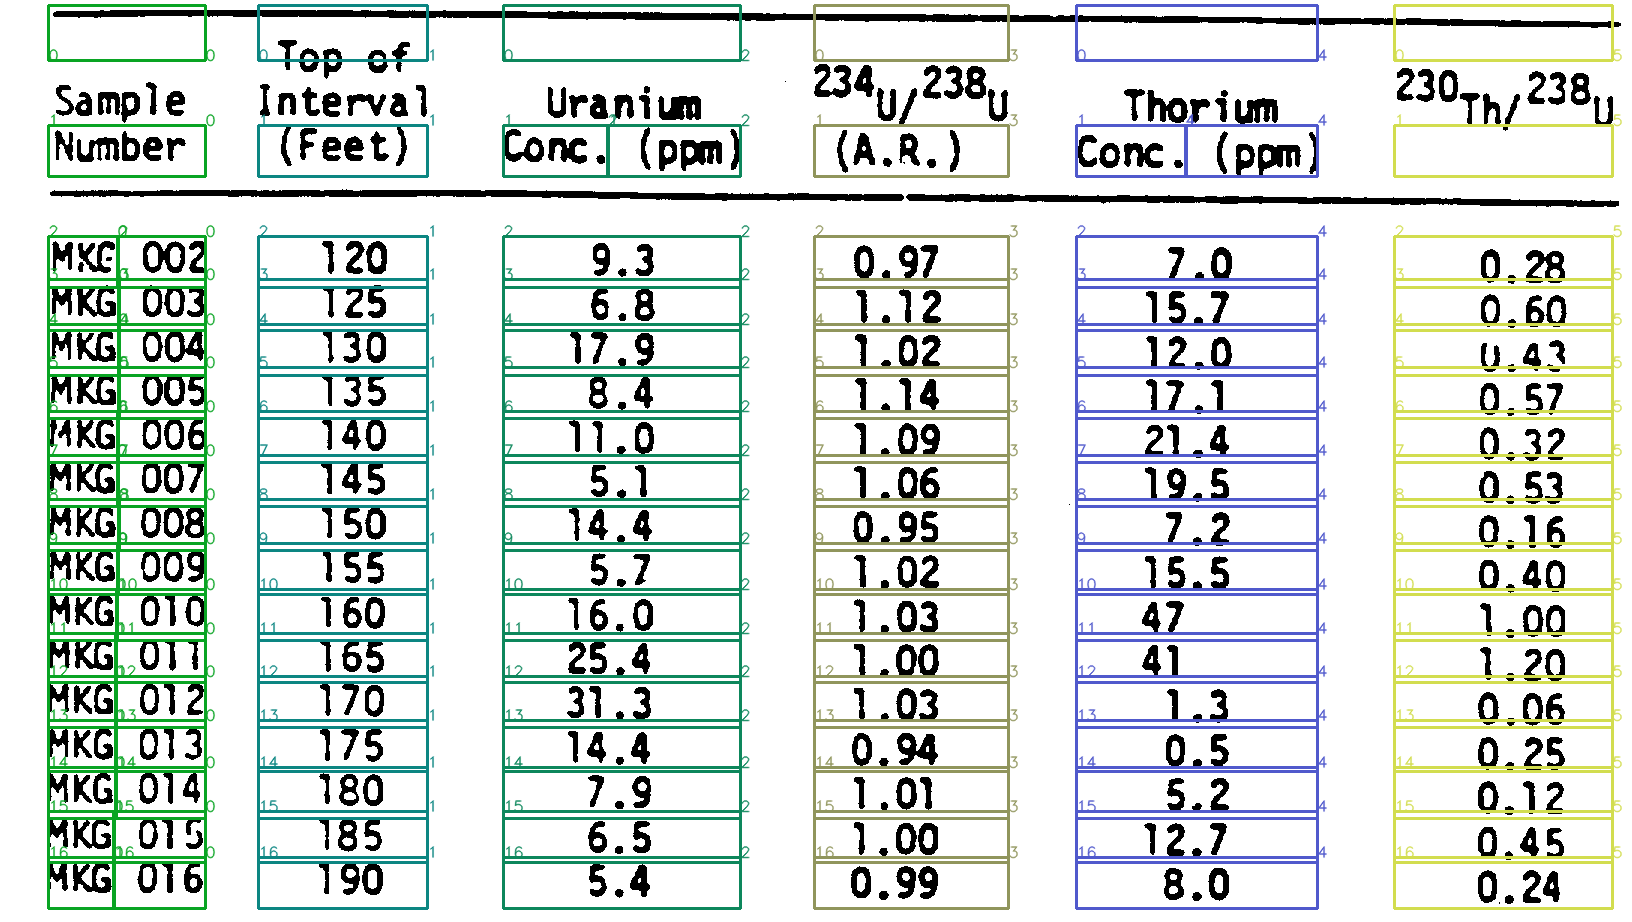 Sample Number | Top of Interval (Feet) | Uranium Conc. (ppm) | 234U/238U (A.R.) | Thorium Conc. (ppm) | 230Th/238U
MKG 002 120 9.3 0.97 7.0 0.28
MKG 003 125 6.8 1.12 15.7 0.60
MKG 004 130 17.9 1.02 12.0 0.43
MKG 005 135 8.4 1.14 17.1 0.57
MKG 006 140 11.0 1.09 21.4 0.32
MKG 007 145 5.1 1.06 19.5 0.53
MKG 008 150 14.4 0.95 7.2 0.16
MKG 009 155 5.7 1.02 15.5 0.40
MKG 010 160 16.0 1.03 47 1.00
MKG 011 165 25.4 1.00 41 1.20
MKG 012 170 31.3 1.03 1.3 0.06
MKG 013 175 14.4 0.94 0.5 0.25
MKG 014 180 7.9 1.01 5.2 0.12
MKG 015 185 6.5 1.00 12.7 0.45
MKG 016 190 5.4 0.99 8.0 0.24